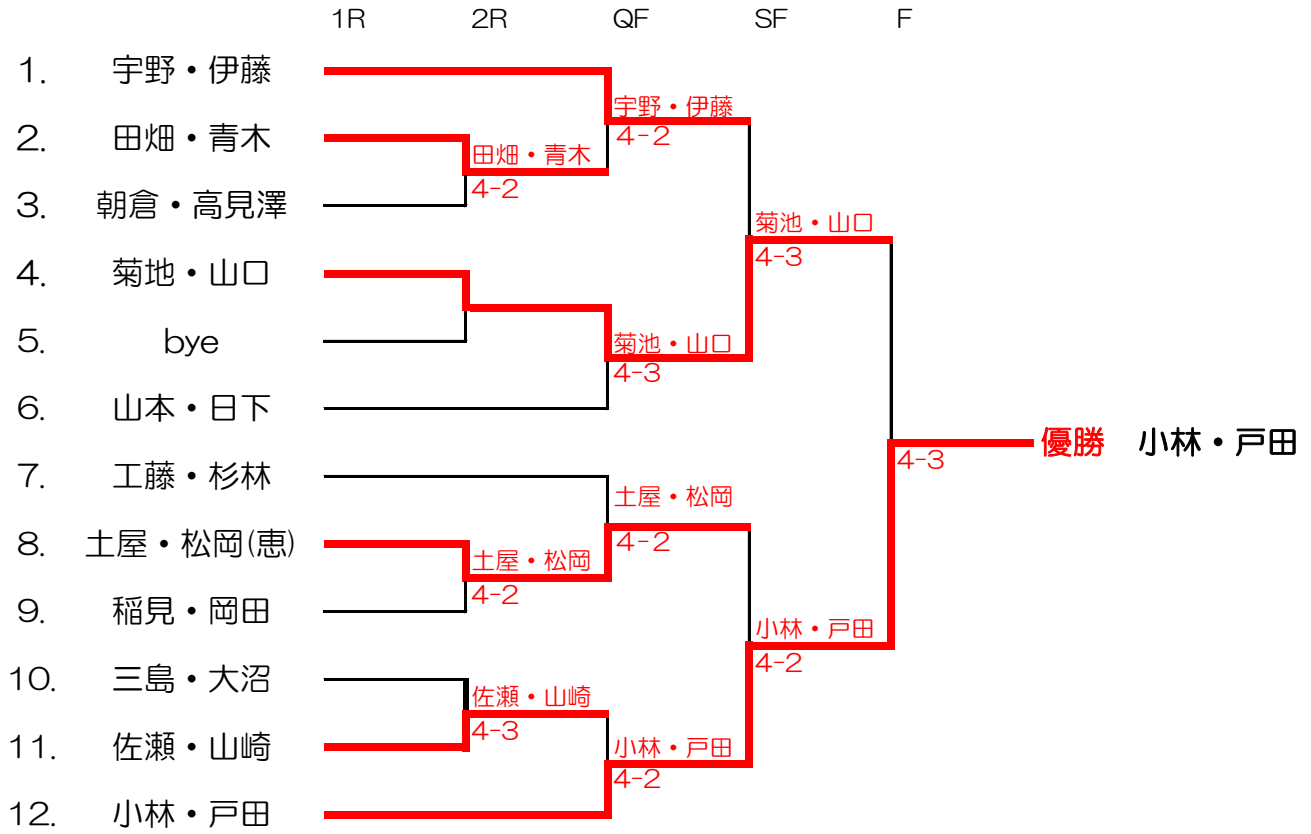 1R 2R QF SF F
1. 宇野・伊藤
宇野・伊藤
4-2
2. 田畑・青木
田畑・青木
4-2
3. 朝倉・高見澤
菊池・山口
4-3
4. 菊地・山口
5. bye
菊池・山口
4-3
6. 山本・日下
優勝 小林・戸田
4-3
7. 工藤・杉林
土屋・松岡
4-2
8. 土屋・松岡(恵)
土屋・松岡
4-2
9. 稲見・岡田
小林・戸田
4-2
10. 三島・大沼
佐瀬・山崎
4-3
11. 佐瀬・山崎
小林・戸田
4-2
12. 小林・戸田